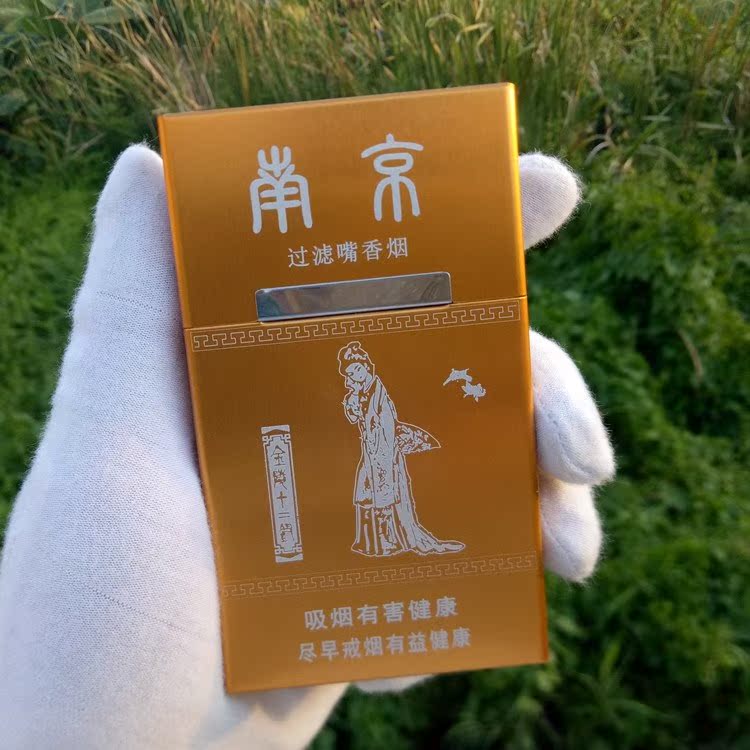 南京
过滤嘴香烟
金陵十二釵
吸烟有害健康
尽早戒烟有益健康